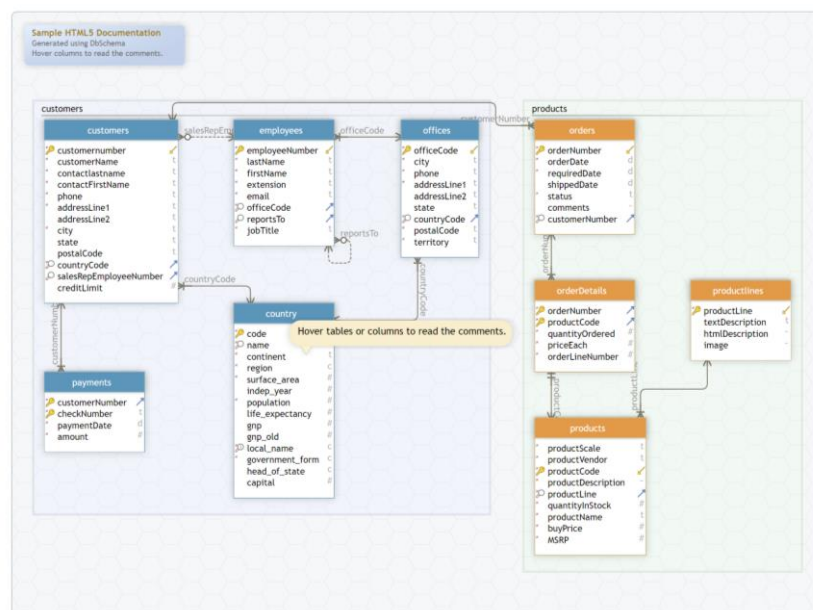 Sample HTML5 Documentation
Generated using DbSchema
Hover columns to read the comments.
customers
products
customers
customernumber
customerName
contactlastname
contactFirstName
phone
addressLine1
addressLine2
city
state
postalCode
countryCode
salesRepEmployeeNumber
creditLimit
employees
employeeNumber
lastName
firstName
extension
email
officeCode
reportsTo
jobTitle
officeCode
reportsTo
offices
officeCode
city
phone
addressLine1
addressLine2
state
countryCode
postalCode
territory
countryCode
countryCode
customerNumber
orders
orderNumber
orderDate
requiredDate
shippedDate
status
comments
customerNumber
country
code
name
continent
region
surface_area
indep_year
population
life_expectancy
gnp
gnp_old
local_name
government_form
head_of_state
capital
Hover tables or columns to read the comments.
payments
customerNumber
checkNumber
paymentDate
amount
orderDetails
orderNumber
productCode
quantityOrdered
priceEach
orderLineNumber
productlines
productLine
textDescription
htmlDescription
image
products
productScale
productVendor
productCode
productDescription
productLine
quantityInStock
productName
buyPrice
MSRP